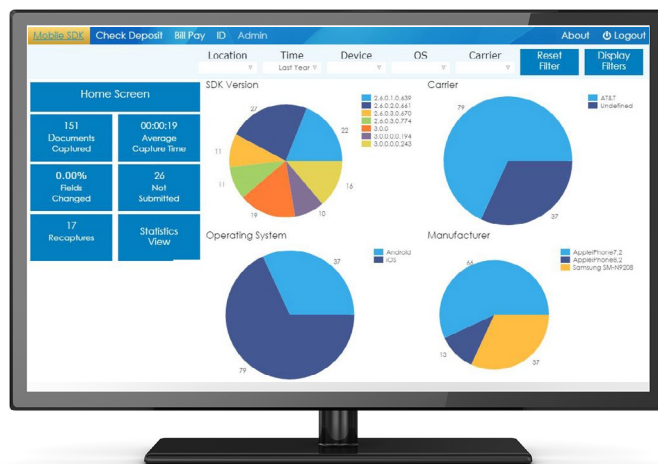 Mobile SDK Check Deposit Bill Pay ID Admin About Logout
Location Time Device OS Carrier Reset Filter Display Filters
Last Year
Home Screen
151 Documents Captured
00:00:19 Average Capture Time
0.00% Fields Changed
26 Not Submitted
17 Recaptures
Statistics View
SDK Version
27
22
11
11
19
10
16
2.6.0.1.0.639
2.6.0.2.0.661
2.6.0.3.0.670
2.6.0.3.0.774
3.0.0
3.0.0.0.0.194
3.0.0.0.0.243
Carrier
79
37
AT&T
Undefined
Operating System
37
79
Android
iOS
Manufacturer
66
13
37
AppleiPhone7,2
AppleiPhone8,2
Samsung SM-N9208